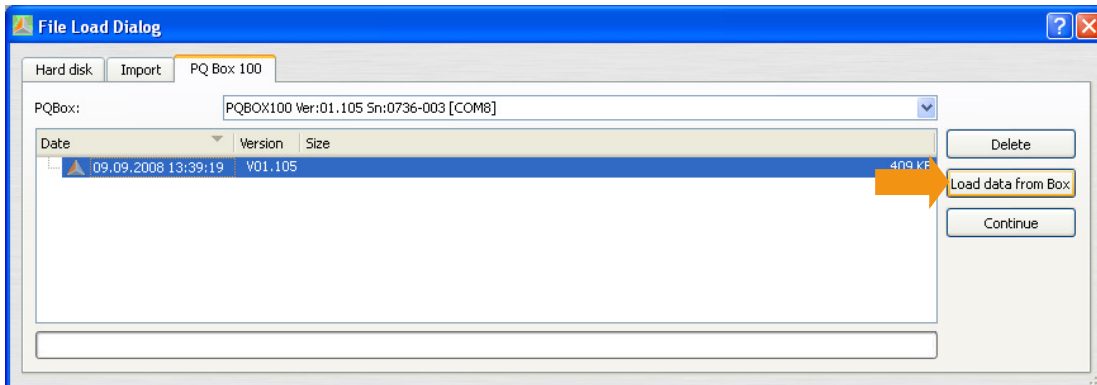 File Load Dialog
Hard disk Import PQ Box 100
PQBox: PQBOX100 Ver:01.105 Sn:0736-003 [COM8]
Date Version Size
09.09.2008 13:39:19 V01.105 409
Delete
Load data from Box
Continue